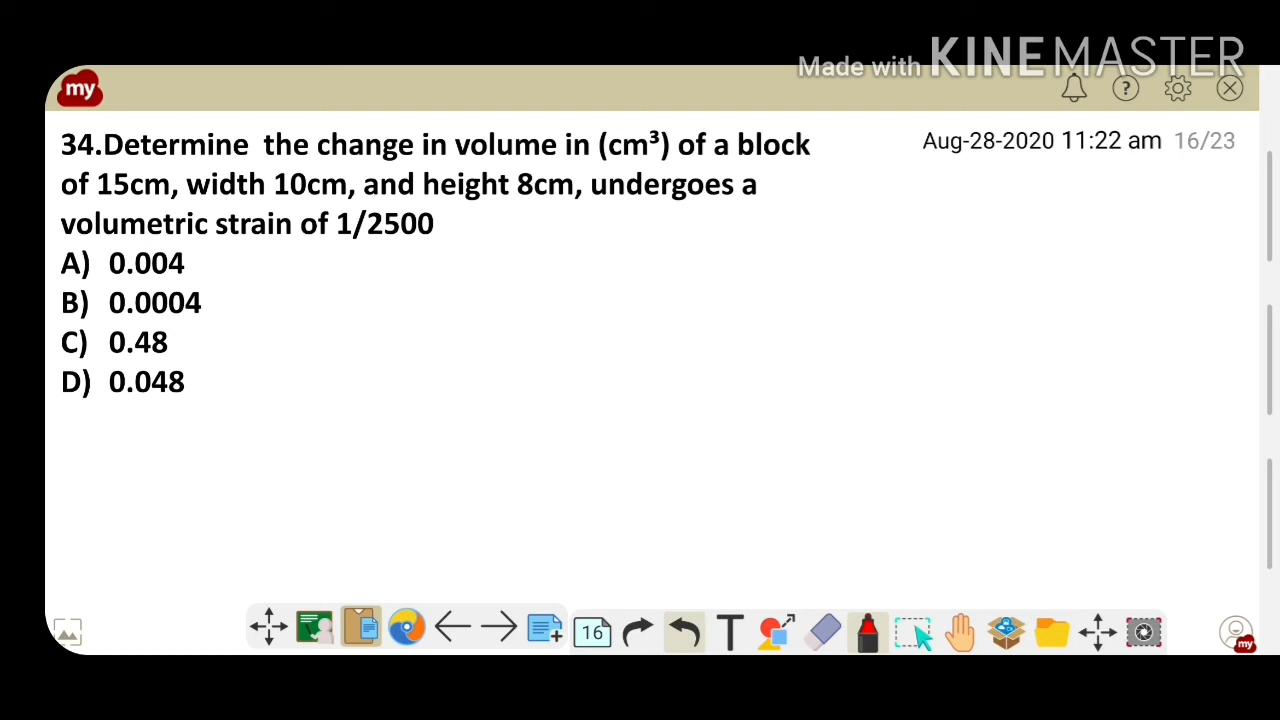 Made with KINEMASTER
my
?
34.Determine the change in volume in (cm³) of a block
of 15cm, width 10cm, and height 8cm, undergoes a
volumetric strain of 1/2500
Aug-28-2020 11:22 am 16/23
A) 0.004
B) 0.0004
C) 0.48
D) 0.048
16
T
my